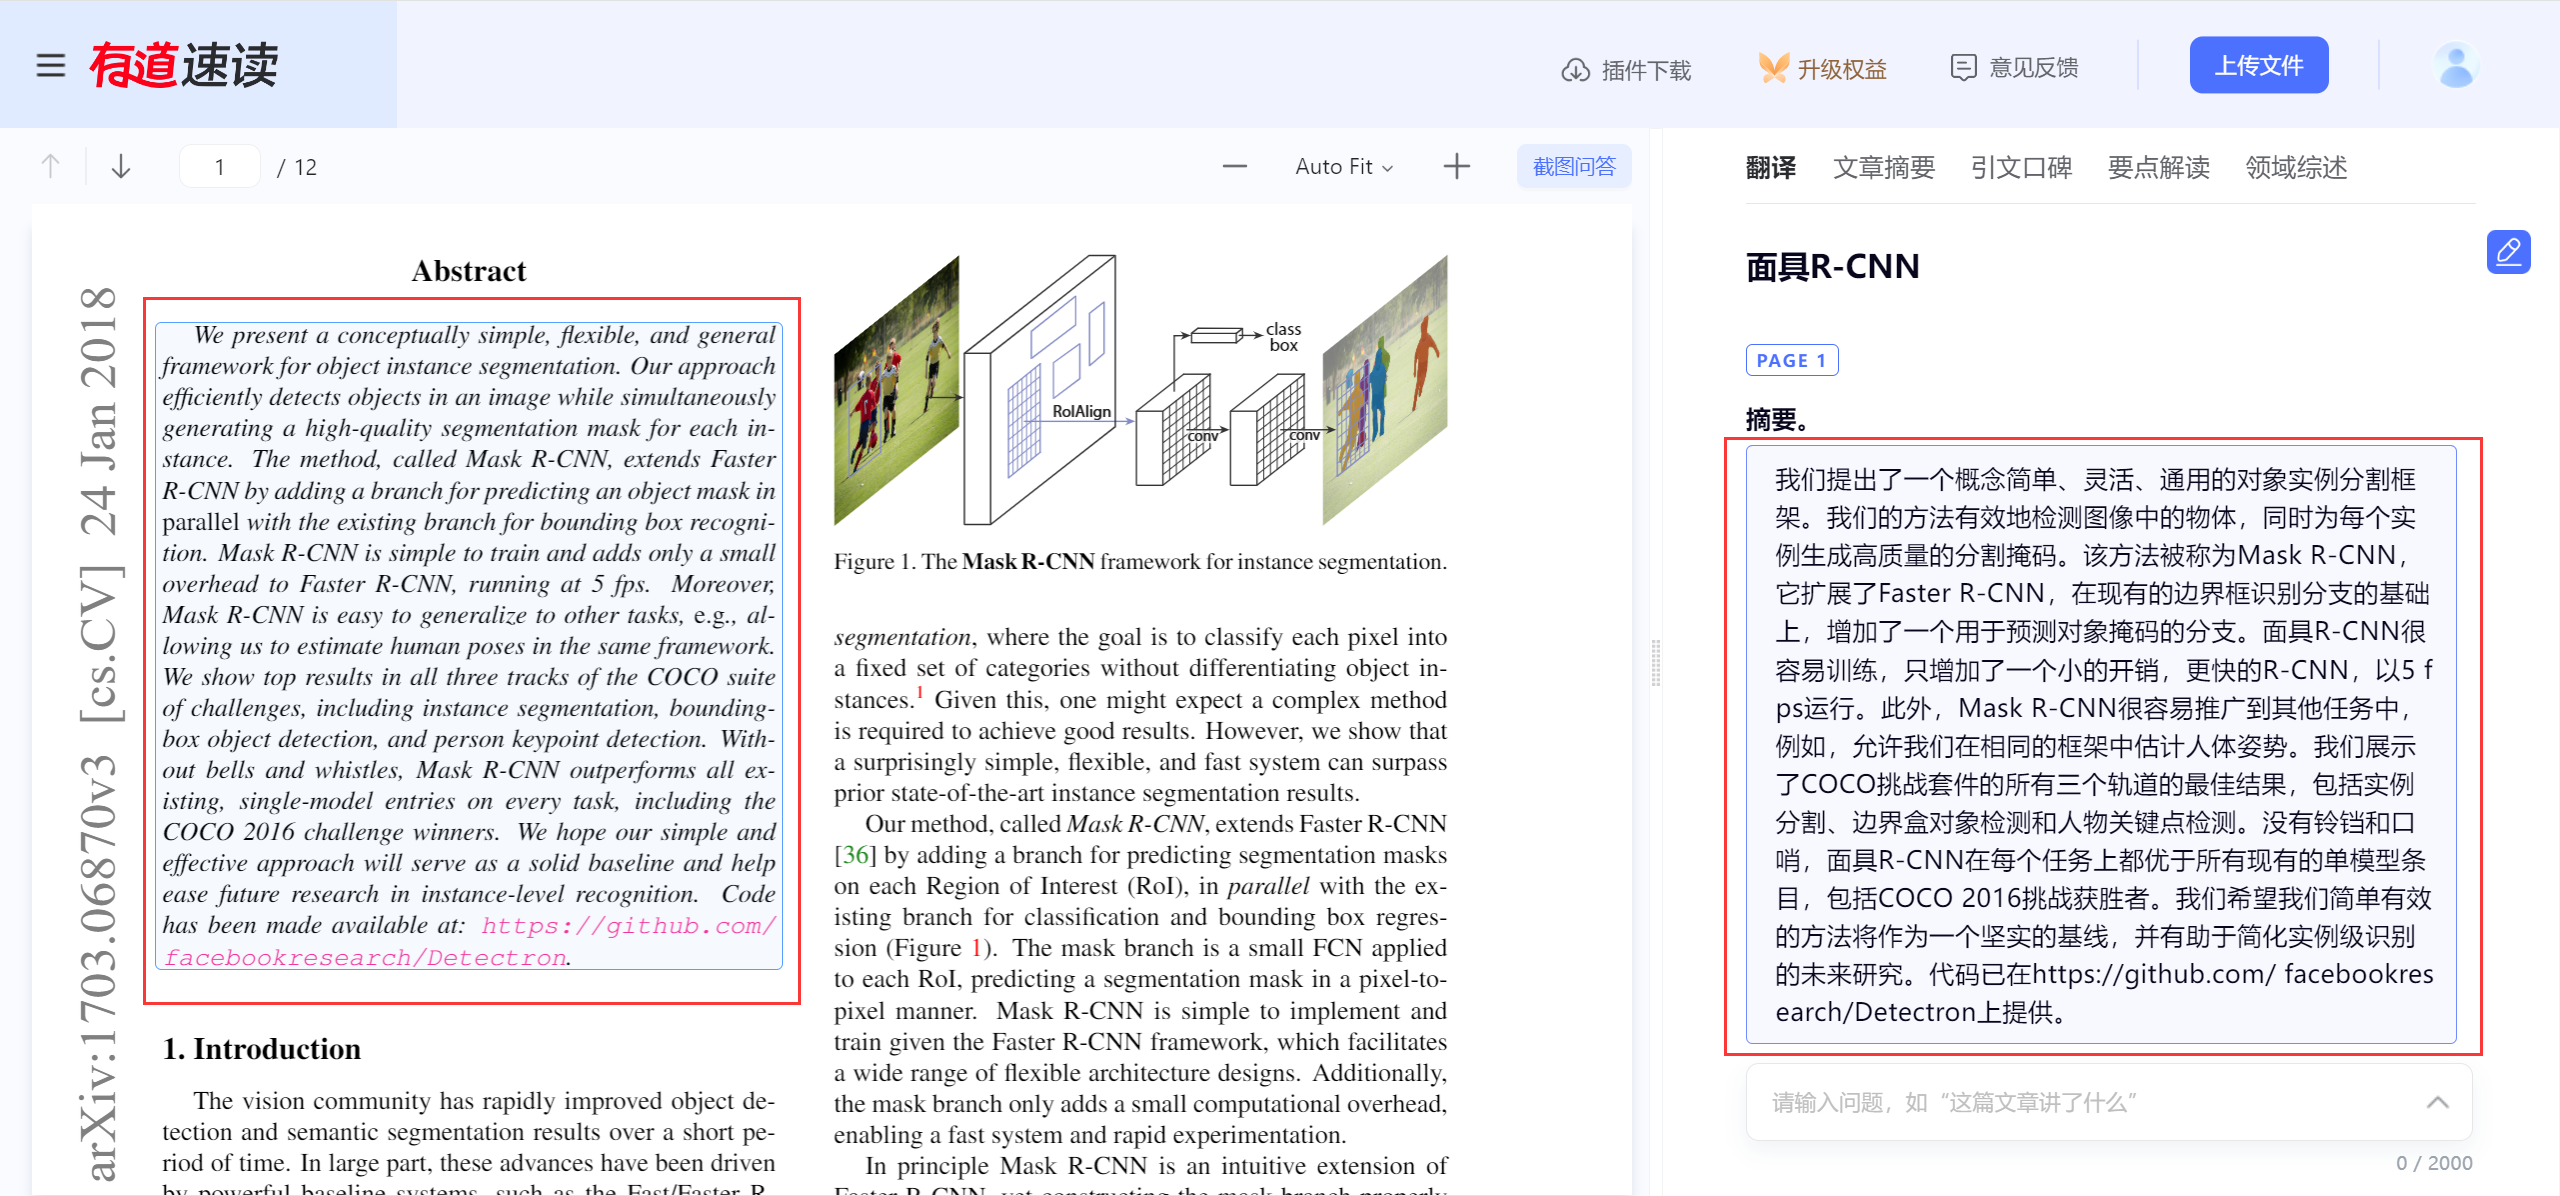 有道速读
插件下载
升级权益
意见反馈
上传文件
1 / 12
Auto Fit
截图问答
arXiv:1703.06870v3 [cs.CV] 24 Jan 2018
Abstract
We present a conceptually simple, flexible, and general
framework for object instance segmentation. Our approach
efficiently detects objects in an image while simultaneously
generating a high-quality segmentation mask for each in-
stance. The method, called Mask R-CNN, extends Faster
R-CNN by adding a branch for predicting an object mask in
parallel with the existing branch for bounding box recogni-
tion. Mask R-CNN is simple to train and adds only a small
overhead to Faster R-CNN, running at 5 fps. Moreover,
Mask R-CNN is easy to generalize to other tasks, e.g., al-
lowing us to estimate human poses in the same framework.
We show top results in all three tracks of the COCO suite
of challenges, including instance segmentation, bounding-
box object detection, and person keypoint detection. With-
out bells and whistles, Mask R-CNN outperforms all ex-
isting, single-model entries on every task, including the
COCO 2016 challenge winners. We hope our simple and
effective approach will serve as a solid baseline and help
ease future research in instance-level recognition. Code
has been made available at: https://github.com/
facebookresearch/Detectron.
1. Introduction
The vision community has rapidly improved object de-
tection and semantic segmentation results over a short pe-
riod of time. In large part, these advances have been driven
by powerful baseline systems, such as the Fast/Faster R-
RoIAlign
conv
conv
class
box
Figure 1. The Mask R-CNN framework for instance segmentation.
segmentation, where the goal is to classify each pixel into
a fixed set of categories without differentiating object in-
stances.1 Given this, one might expect a complex method
is required to achieve good results. However, we show that
a surprisingly simple, flexible, and fast system can surpass
prior state-of-the-art instance segmentation results.
Our method, called Mask R-CNN, extends Faster R-CNN
[36] by adding a branch for predicting segmentation masks
on each Region of Interest (RoI), in parallel with the ex-
isting branch for classification and bounding box regres-
sion (Figure 1). The mask branch is a small FCN applied
to each RoI, predicting a segmentation mask in a pixel-to-
pixel manner. Mask R-CNN is simple to implement and
train given the Faster R-CNN framework, which facilitates
a wide range of flexible architecture designs. Additionally,
the mask branch only adds a small computational overhead,
enabling a fast system and rapid experimentation.
In principle Mask R-CNN is an intuitive extension of
Faster R-CNN, yet constructing the mask branch properly
翻译 文章摘要 引文口碑 要点解读 领域综述
面具R-CNN
PAGE 1
摘要。
我们提出了一个概念简单、灵活、通用的对象实例分割框
架。我们的方法有效地检测图像中的物体，同时为每个实
例生成高质量的分割掩码。该方法被称为Mask R-CNN，
它扩展了Faster R-CNN，在现有的边界框识别分支的基础
上，增加了一个用于预测对象掩码的分支。面具R-CNN很
容易训练，只增加了一个小的开销，更快的R-CNN，以5 f
ps运行。此外，Mask R-CNN很容易推广到其他任务中，
例如，允许我们在相同的框架中估计人体姿势。我们展示
了COCO挑战套件的所有三个轨道的最佳结果，包括实例
分割、边界盒对象检测和人物关键点检测。没有铃铛和口
哨，面具R-CNN在每个任务上都优于所有现有的单模型条
目，包括COCO 2016挑战获胜者。我们希望我们简单有效
的方法将作为一个坚实的基线，并有助于简化实例级识别
的未来研究。代码已在https://github.com/ facebookres
earch/Detectron上提供。
请输入问题，如“这篇文章讲了什么”
0 / 2000